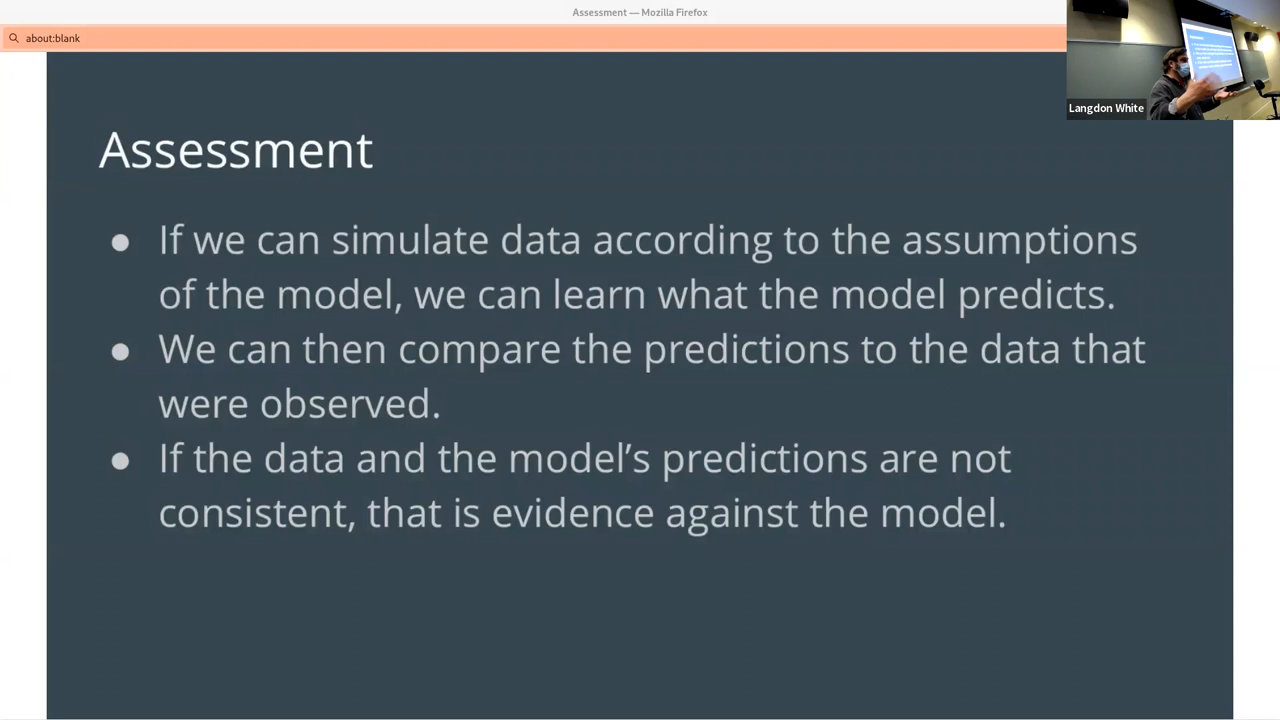 Assessment — Mozilla Firefox
about:blank
Langdon White
Assessment
● If we can simulate data according to the assumptions
of the model, we can learn what the model predicts.
● We can then compare the predictions to the data that
were observed.
● If the data and the model’s predictions are not
consistent, that is evidence against the model.